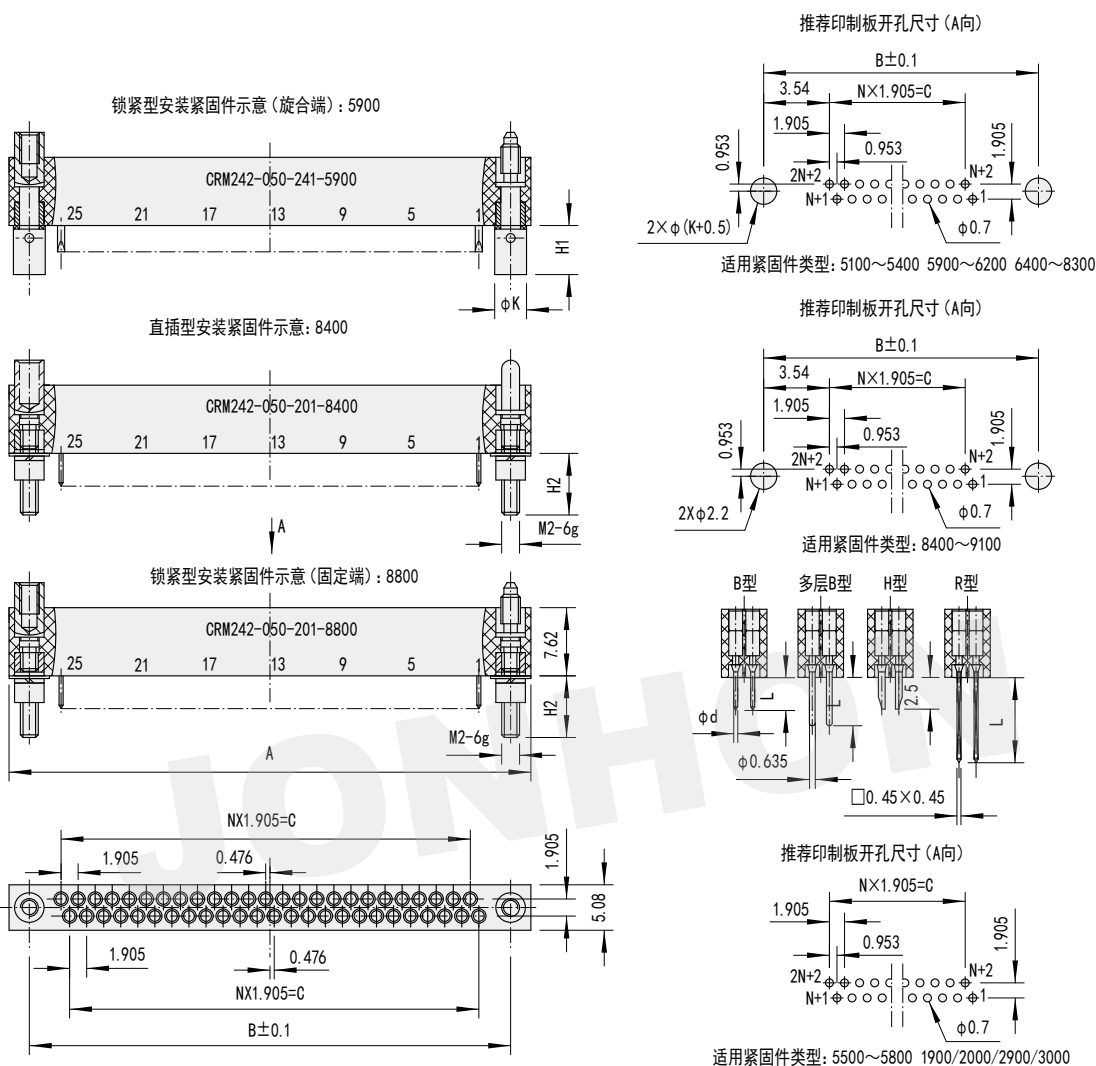 锁紧型安装紧固件示意(旋合端):5900
CRM242-050-241-5900
25 21 17 13 9 5 1
H1
φK
直插型安装紧固件示意:8400
CRM242-050-201-8400
25 21 17 13 9 5 1
H2
M2-6g
A
锁紧型安装紧固件示意(固定端):8800
CRM242-050-201-8800
25 21 17 13 9 5 1
7.62
H2
M2-6g
A
NX1.905=C
1.905
0.476
1.905
5.08
1.905
0.476
NX1.905=C
B±0.1
推荐印制板开孔尺寸(A向)
B±0.1
3.54
N×1.905=C
1.905
0.953
0.953
1.905
2N+2
N+2
N+1
1
2×φ(K+0.5)
φ0.7
适用紧固件类型:5100～5400 5900～6200 6400～8300
推荐印制板开孔尺寸(A向)
B±0.1
3.54
N×1.905=C
1.905
0.953
0.953
1.905
2N+2
N+2
N+1
1
2Xφ2.2
φ0.7
适用紧固件类型:8400～9100
B型
多层B型
H型
R型
L
L
2.5
L
φd
φ0.635
□0.45×0.45
推荐印制板开孔尺寸(A向)
N×1.905=C
1.905
0.953
1.905
2N+2
N+2
N+1
1
φ0.7
适用紧固件类型:5500～5800 1900/2000/2900/3000
JONHON